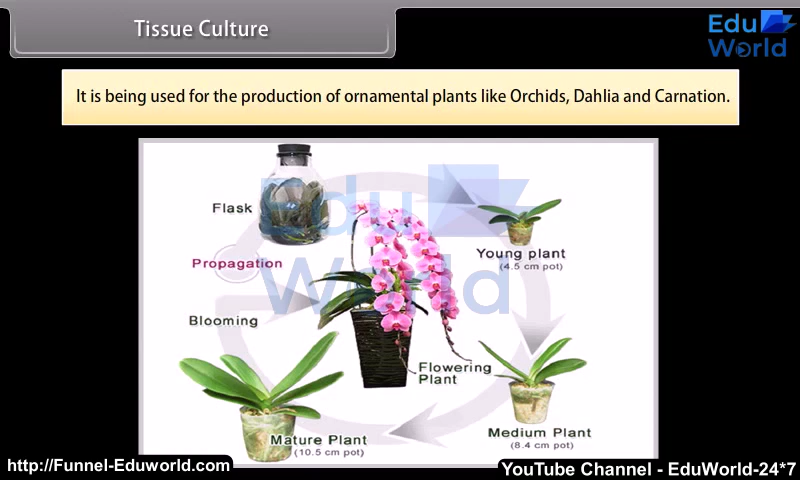 Tissue Culture
Edu
World
It is being used for the production of ornamental plants like Orchids, Dahlia and Carnation.
Flask
Edu
World
Young plant
(4.5 cm pot)
Propagation
Blooming
Flowering
Plant
Medium Plant
(8.4 cm pot)
Mature Plant
(10.5 cm pot)
http://Funnel-Eduworld.com
YouTube Channel - EduWorld-24*7